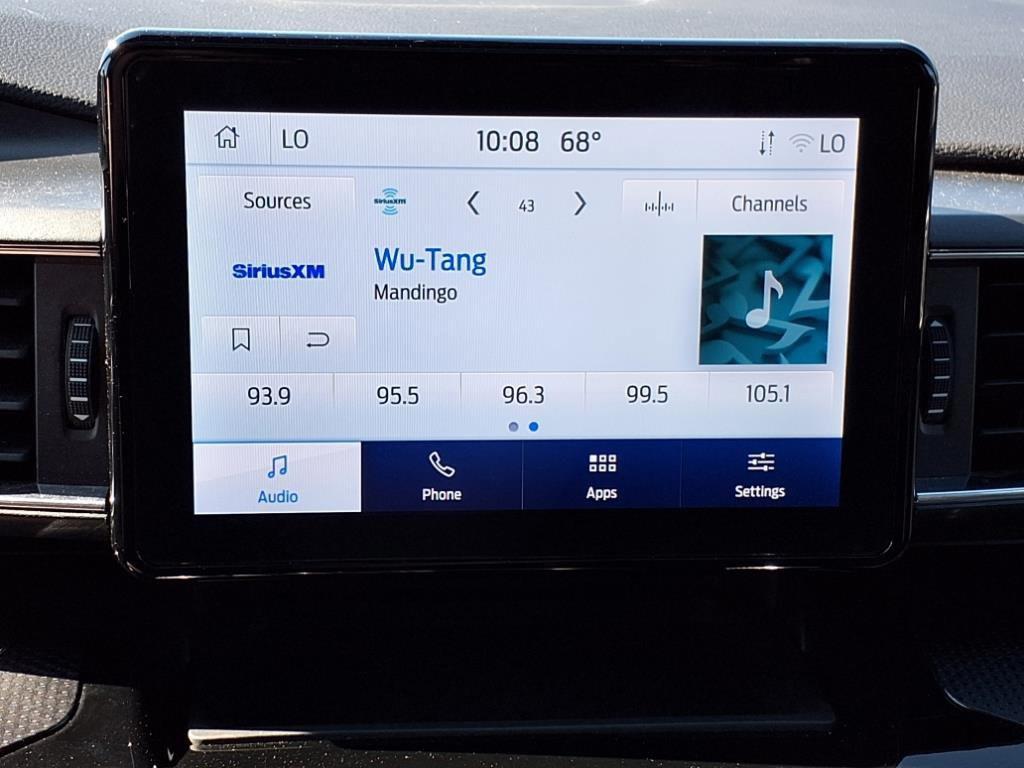 LO 10:08 68° LO
Sources SiriusXM 43 Channels
SiriusXM
Wu-Tang
Mandingo
93.9 95.5 96.3 99.5 105.1
Audio Phone Apps Settings